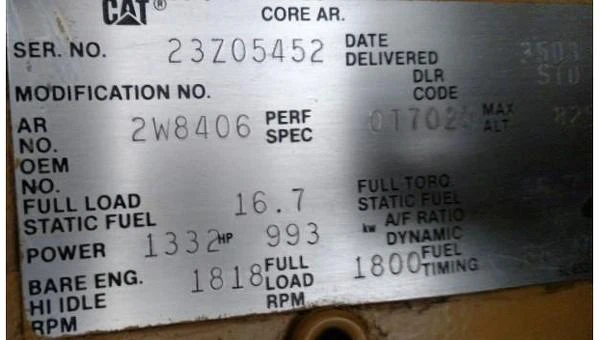 CAT® CORE AR.
SER. NO. 23Z05452 DATE DELIVERED
DLR CODE STD
MODIFICATION NO.
AR NO. 2W8406 PERF SPEC MAX ALT
OEM NO.
FULL LOAD STATIC FUEL 16.7 FULL TORQ. STATIC FUEL
POWER 1332 HP 993 kw A/F RATIO DYNAMIC
BARE ENG. HI IDLE RPM 1818 FULL LOAD RPM 1800 FUEL TIMING